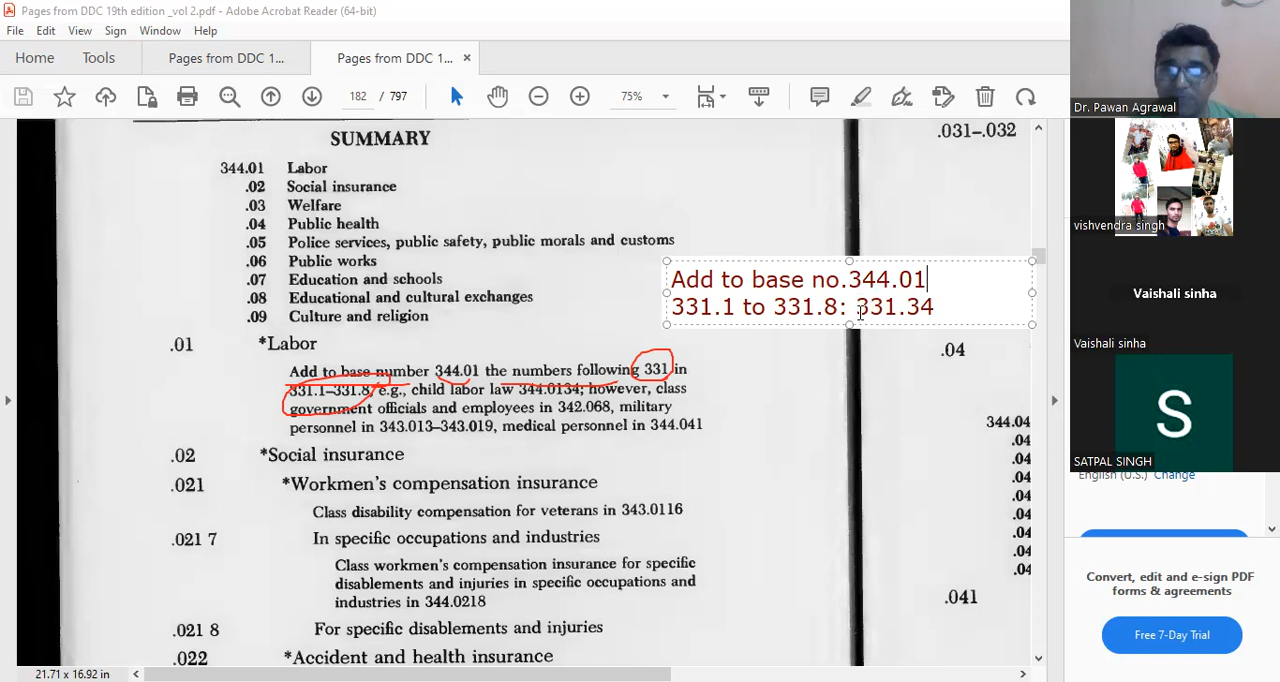 Pages from DDC 19th edition _vol 2.pdf - Adobe Acrobat Reader (64-bit)
File Edit View Sign Window Help
Home Tools Pages from DDC 1... Pages from DDC 1... ×
182 / 797 75%
SUMMARY
344.01 Labor
.02 Social insurance
.03 Welfare
.04 Public health
.05 Police services, public safety, public morals and customs
.06 Public works
.07 Education and schools
.08 Educational and cultural exchanges
.09 Culture and religion
.01 *Labor
Add to base number 344.01 the numbers following 331 in
331.1–331.8, e.g., child labor law 344.0134; however, class
government officials and employees in 342.068, military
personnel in 343.013–343.019, medical personnel in 344.041
.02 *Social insurance
.021 *Workmen's compensation insurance
Class disability compensation for veterans in 343.0116
.021 7 In specific occupations and industries
Class workmen's compensation insurance for specific
disablements and injuries in specific occupations and
industries in 344.0218
.021 8 For specific disablements and injuries
.022 *Accident and health insurance
Add to base no.344.01
331.1 to 331.8: 331.34
.031–.032
.04
344.04
.04
.04
.04
.04
.04
.04
.04
.04
.041
21.71 x 16.92 in
Dr. Pawan Agrawal
vishvendra singh
Vaishali sinha
Vaishali sinha
S
SATPAL SINGH
English (U.S.) Change
Convert, edit and e-sign PDF
forms & agreements
Free 7-Day Trial